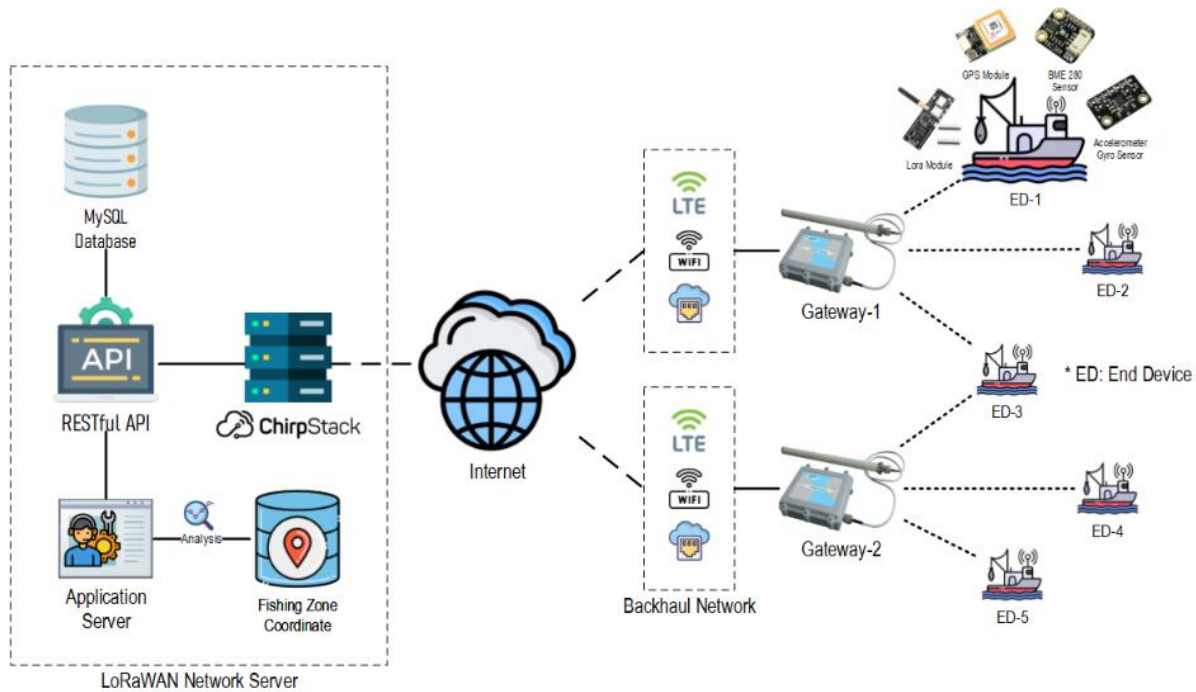 MySQL
Database
API
RESTful API
ChirpStack
Application
Server
Analysis
Fishing Zone
Coordinate
LoRaWAN Network Server
Internet
LTE
WIFI
LTE
WIFI
Backhaul Network
Gateway-1
Gateway-2
GPS Module
BME 280
Sensor
Lora Module
Accelerometer
Gyro Sensor
ED-1
ED-2
ED-3
* ED: End Device
ED-4
ED-5